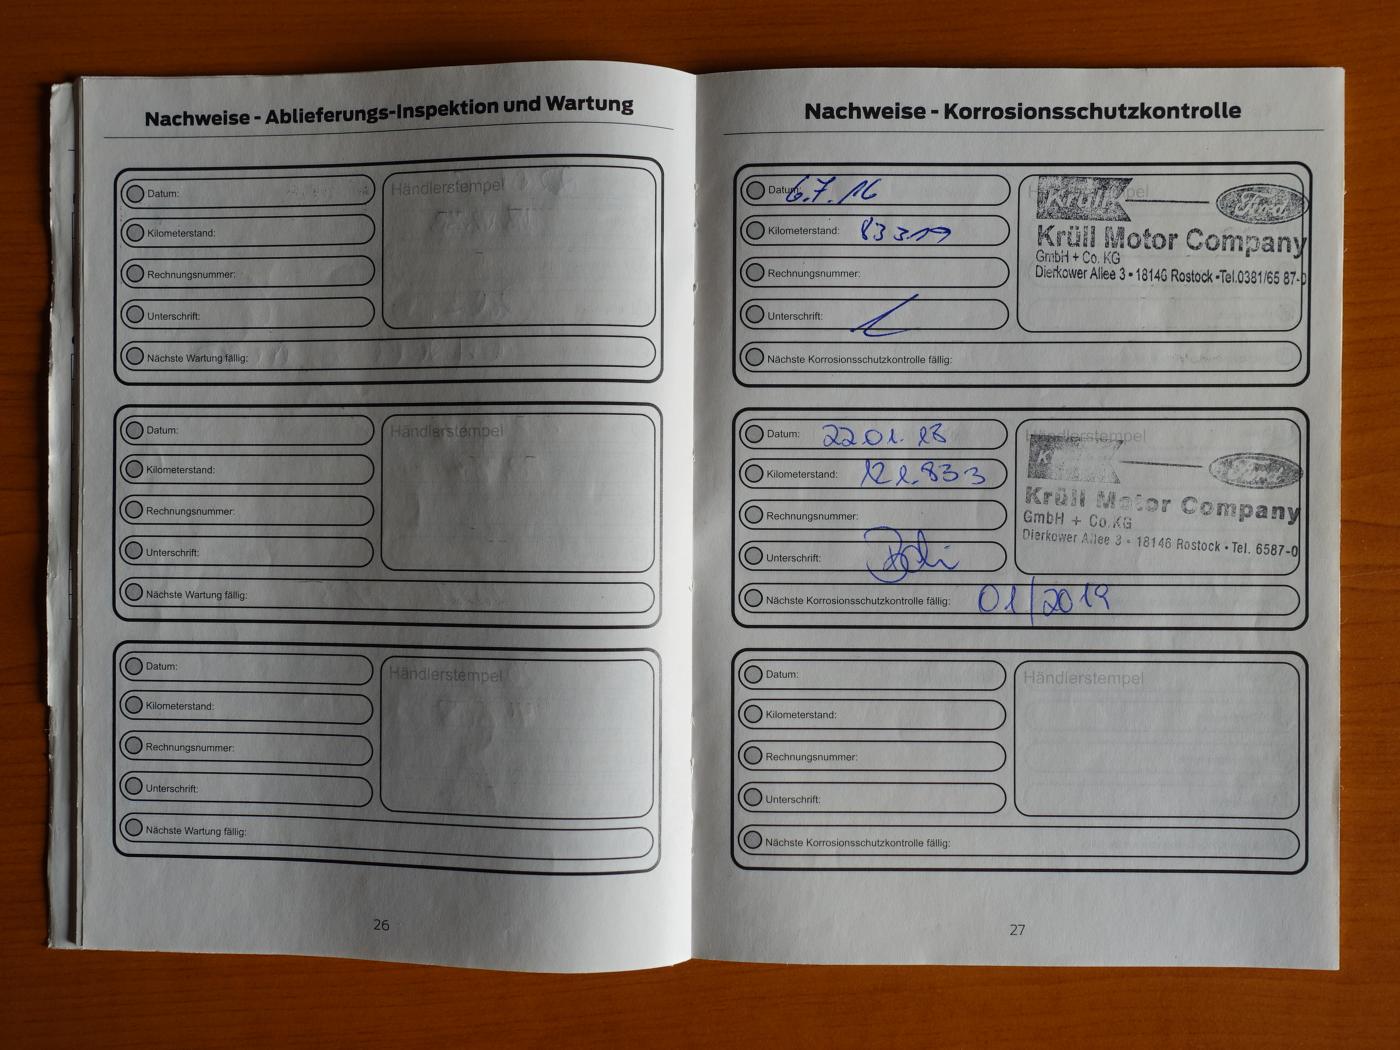 Nachweise - Ablieferungs-Inspektion und Wartung
Datum:
Händlerstempel
Kilometerstand:
Rechnungsnummer:
Unterschrift:
Nächste Wartung fällig:
Datum:
Händlerstempel
Kilometerstand:
Rechnungsnummer:
Unterschrift:
Nächste Wartung fällig:
Datum:
Händlerstempel
Kilometerstand:
Rechnungsnummer:
Unterschrift:
Nächste Wartung fällig:
26
Nachweise - Korrosionsschutzkontrolle
Datum: 6.7.16
Kilometerstand: 83319
Rechnungsnummer:
Unterschrift:
Krüll Ford
Krüll Motor Company
GmbH + Co. KG
Dierkower Allee 3 • 18146 Rostock • Tel.0381/65 87-0
Nächste Korrosionsschutzkontrolle fällig:
Datum: 22.01.18
Kilometerstand: 121.833
Rechnungsnummer:
Unterschrift:
Händlerstempel
Ford
Krüll Motor Company
GmbH + Co. KG
Dierkower Allee 3 • 18146 Rostock • Tel. 6587-0
Nächste Korrosionsschutzkontrolle fällig: 01/2019
Datum:
Händlerstempel
Kilometerstand:
Rechnungsnummer:
Unterschrift:
Nächste Korrosionsschutzkontrolle fällig:
27